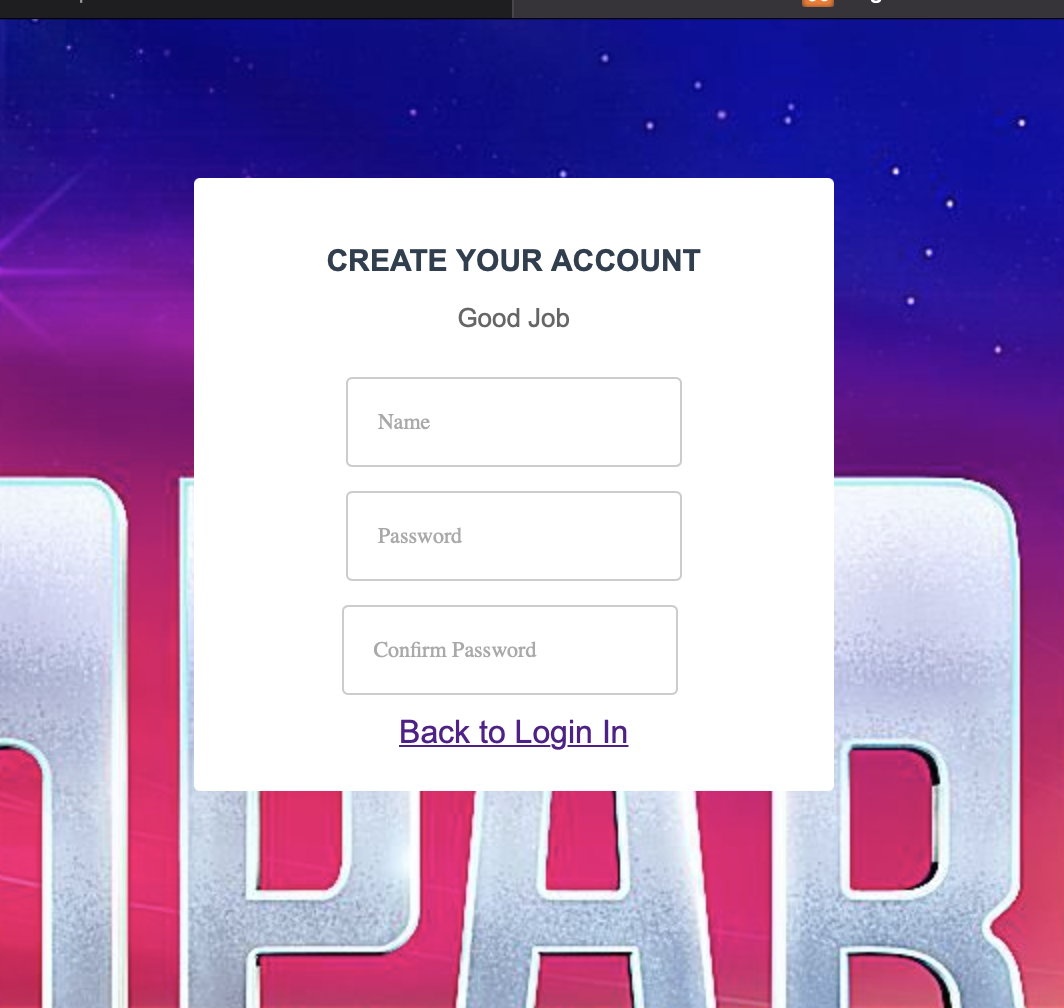 CREATE YOUR ACCOUNT
Good Job
Name
Password
Confirm Password
Back to Login In